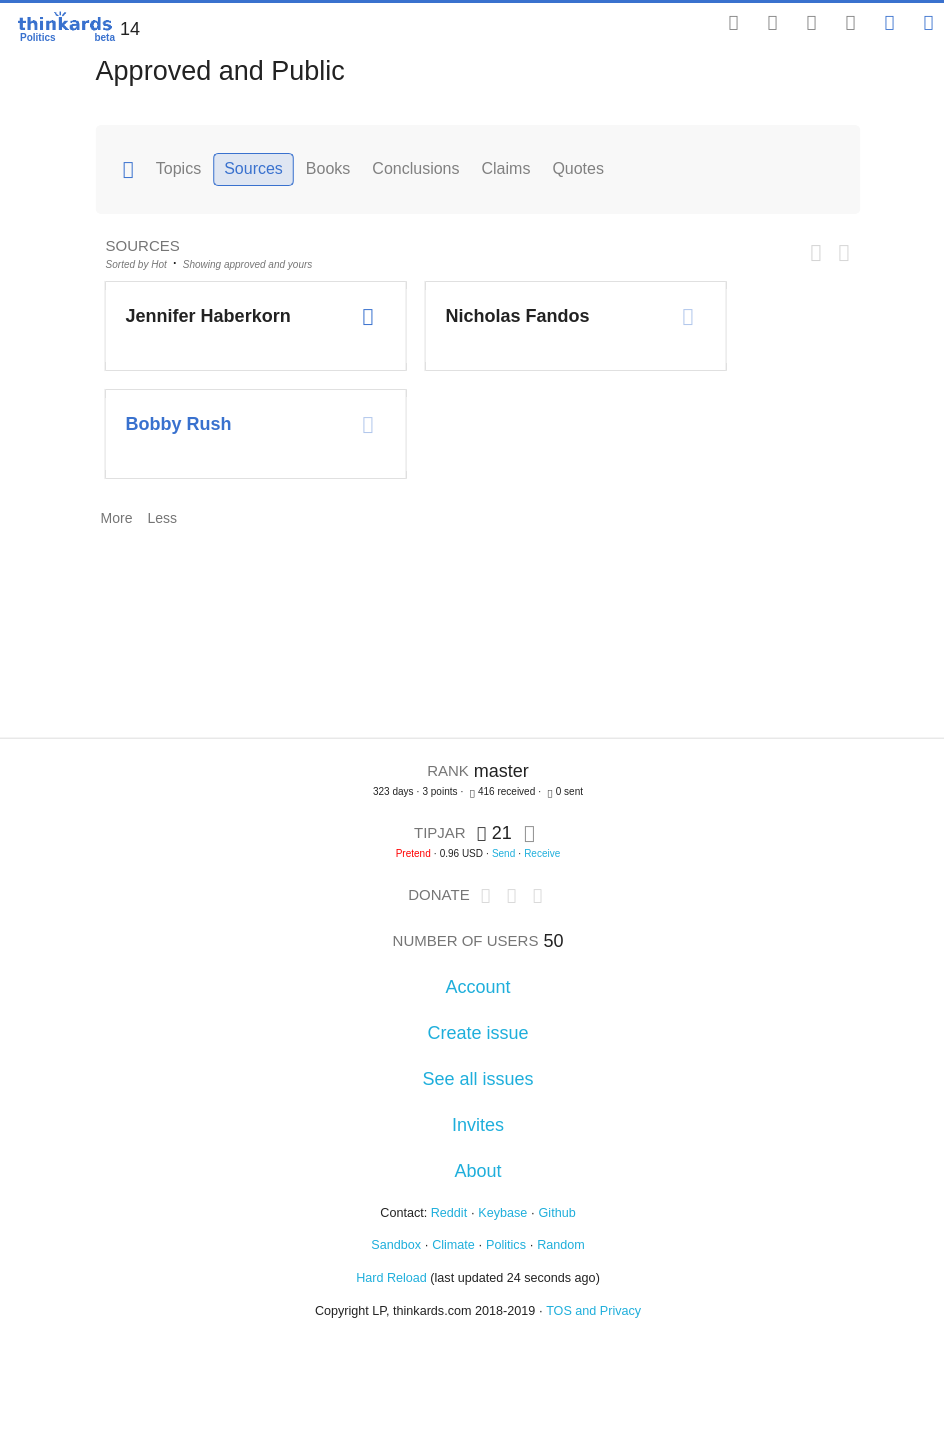 thinkards
Politics beta 14
Approved and Public
Topics Sources Books Conclusions Claims Quotes
SOURCES
Sorted by Hot · Showing approved and yours
Jennifer Haberkorn Nicholas Fandos
Bobby Rush
More Less
RANK master
323 days · 3 points · 416 received · 0 sent
TIPJAR 21
Pretend · 0.96 USD · Send · Receive
DONATE
NUMBER OF USERS 50
Account
Create issue
See all issues
Invites
About
Contact: Reddit · Keybase · Github
Sandbox · Climate · Politics · Random
Hard Reload (last updated 24 seconds ago)
Copyright LP, thinkards.com 2018-2019 · TOS and Privacy